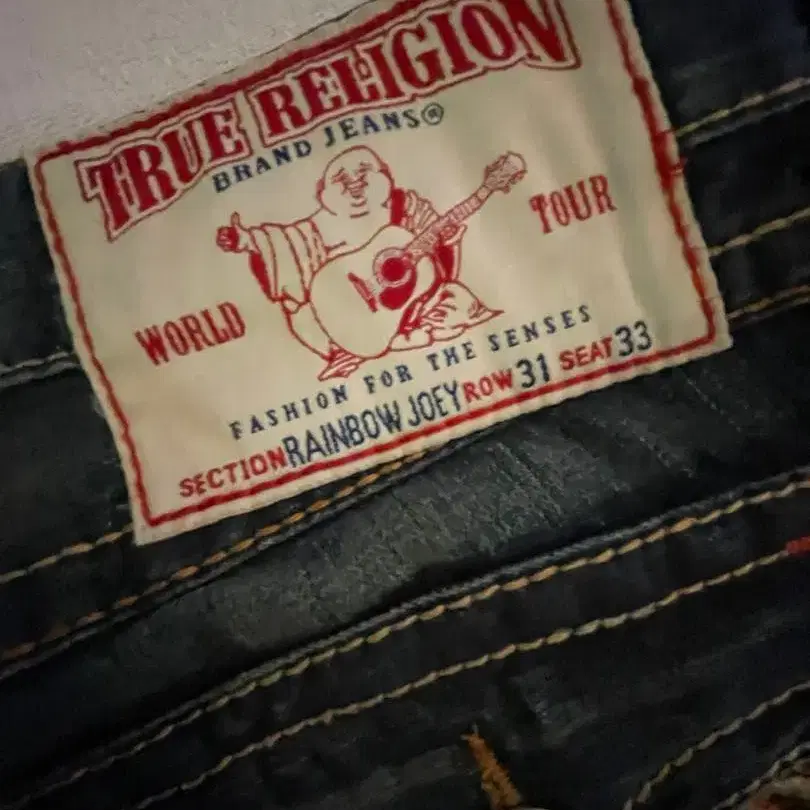 TRUE RELIGION
BRAND JEANS®
WORLD TOUR
FASHION FOR THE SENSES
SECTION RAINBOW JOEY ROW 31 SEAT 33